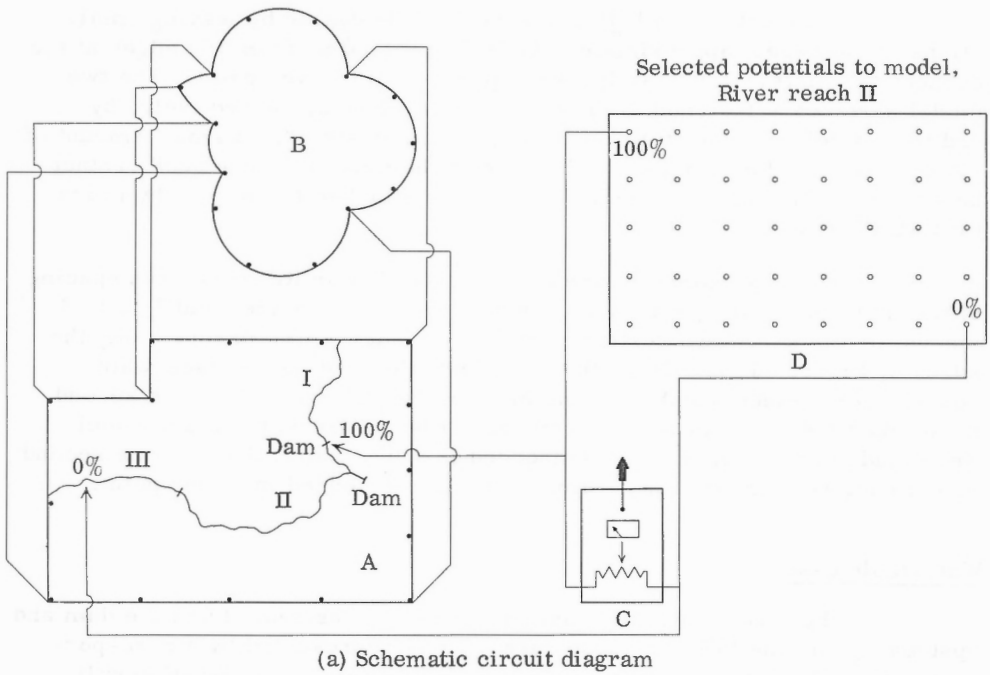 Selected potentials to model,
River reach II
B
100%
0%
D
I
100%
Dam
III
0%
II
Dam
A
C
(a) Schematic circuit diagram